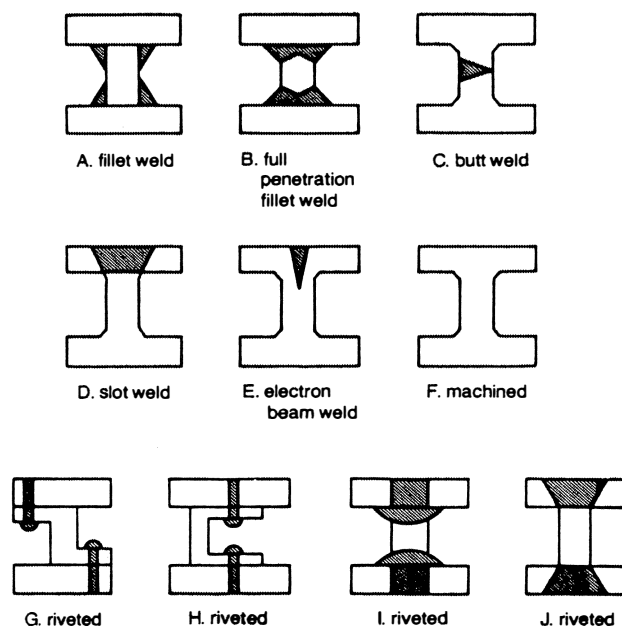 A. fillet weld
B. full
penetration
fillet weld
C. butt weld
D. slot weld
E. electron
beam weld
F. machined
G. riveted
H. riveted
I. riveted
J. riveted